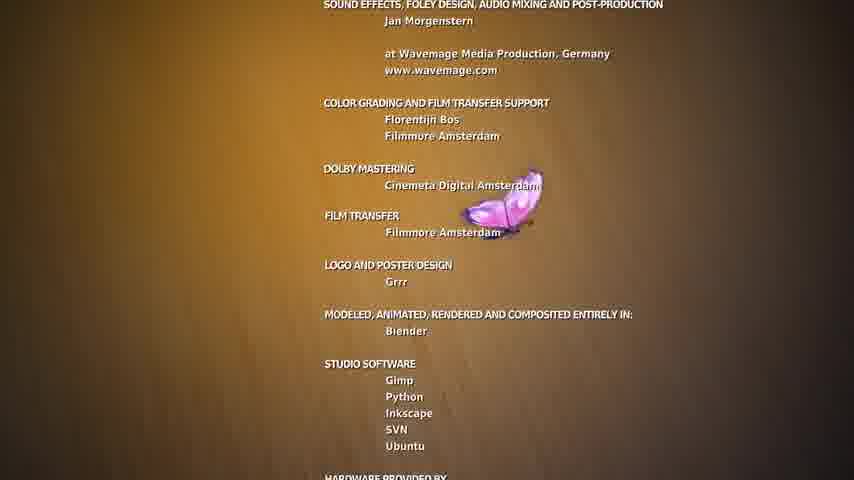 SOUND EFFECTS, FOLEY DESIGN, AUDIO MIXING AND POST-PRODUCTION
Jan Morgenstern
at Wavemage Media Production, Germany
www.wavemage.com
COLOR GRADING AND FILM TRANSFER SUPPORT
Florentijn Bos
Filmmore Amsterdam
DOLBY MASTERING
Cinemeta Digital Amsterdam
FILM TRANSFER
Filmmore Amsterdam
LOGO AND POSTER DESIGN
Grrr
MODELED, ANIMATED, RENDERED AND COMPOSITED ENTIRELY IN:
Blender
STUDIO SOFTWARE
Gimp
Python
Inkscape
SVN
Ubuntu
HARDWARE PROVIDED BY